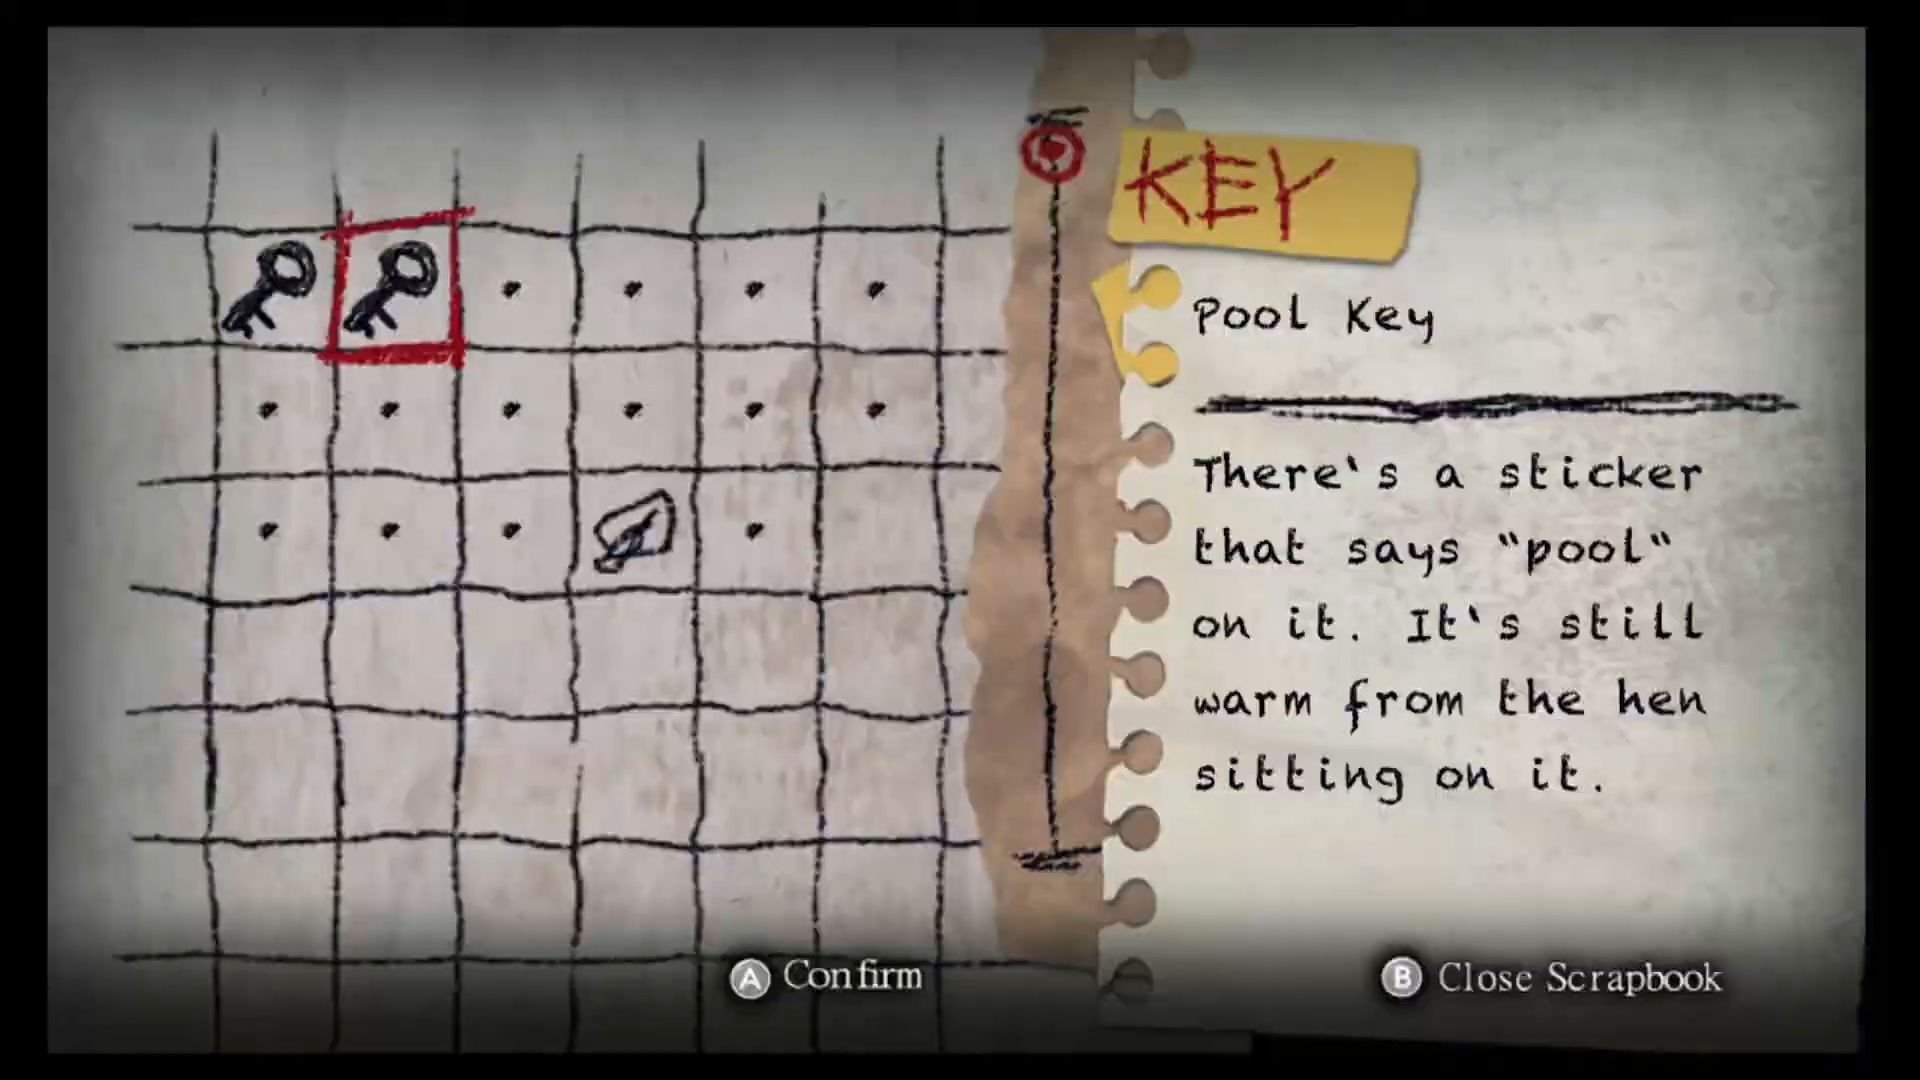 KEY
Pool Key
There's a sticker
that says "pool"
on it. It's still
warm from the hen
sitting on it.
A Confirm
B Close Scrapbook